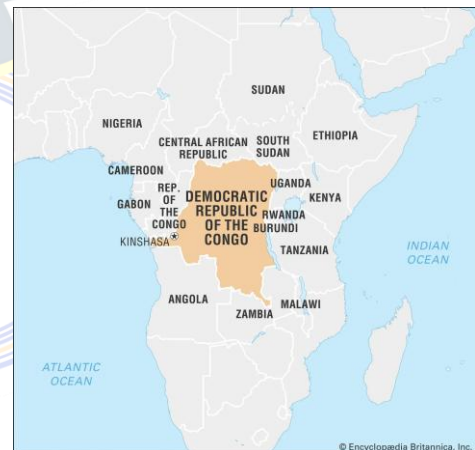 SUDAN
NIGERIA
ETHIOPIA
CENTRAL AFRICAN
REPUBLIC
SOUTH
SUDAN
CAMEROON
UGANDA
KENYA
GABON
REP.
OF
THE
CONGO
DEMOCRATIC
REPUBLIC
OF THE
CONGO
RWANDA
BURUNDI
KINSHASA
TANZANIA
INDIAN
OCEAN
ANGOLA
MALAWI
ZAMBIA
ATLANTIC
OCEAN
© Encyclopædia Britannica, Inc.